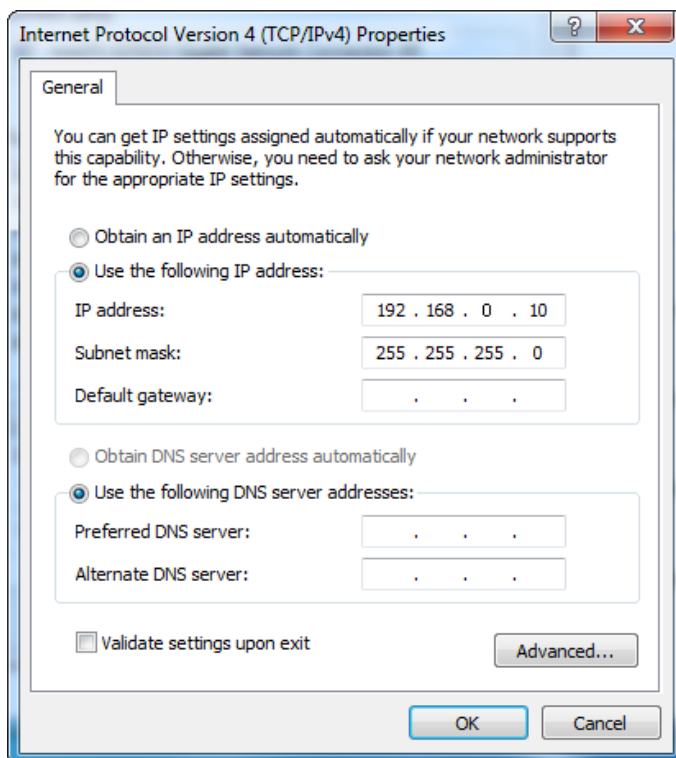 Internet Protocol Version 4 (TCP/IPv4) Properties
General
You can get IP settings assigned automatically if your network supports
this capability. Otherwise, you need to ask your network administrator
for the appropriate IP settings.
Obtain an IP address automatically
Use the following IP address:
IP address: 192 . 168 . 0 . 10
Subnet mask: 255 . 255 . 255 . 0
Default gateway: . . .
Obtain DNS server address automatically
Use the following DNS server addresses:
Preferred DNS server: . . .
Alternate DNS server: . . .
Validate settings upon exit
Advanced...
OK Cancel